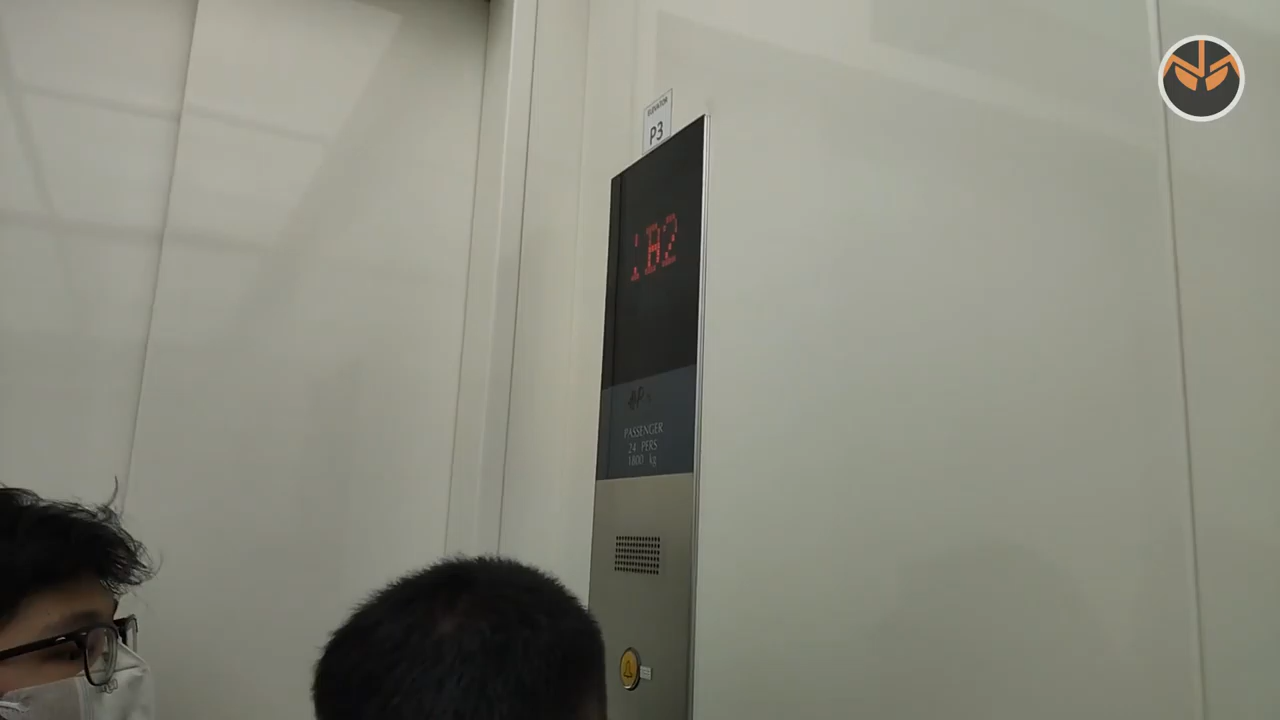 ELEVATOR
P3
B2
PASSENGER
24 PERS
1800 kg